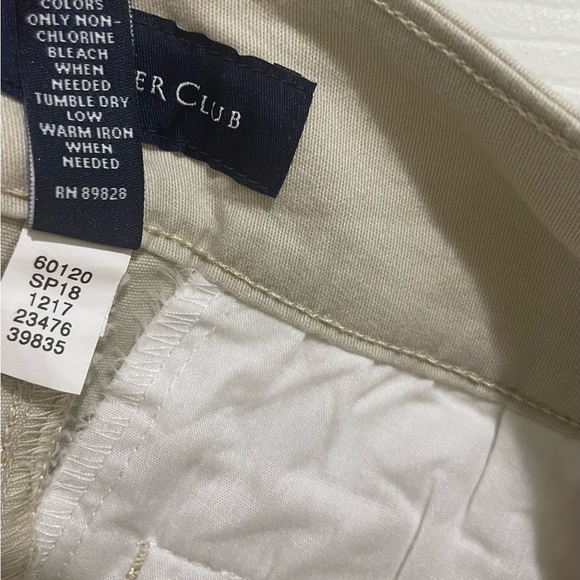 COLORS
ONLY NON-
CHLORINE
BLEACH
WHEN
NEEDED
TUMBLE DRY
LOW
WARM IRON
WHEN
NEEDED
RN 89828
ER CLUB
60120
SP18
1217
23476
39835